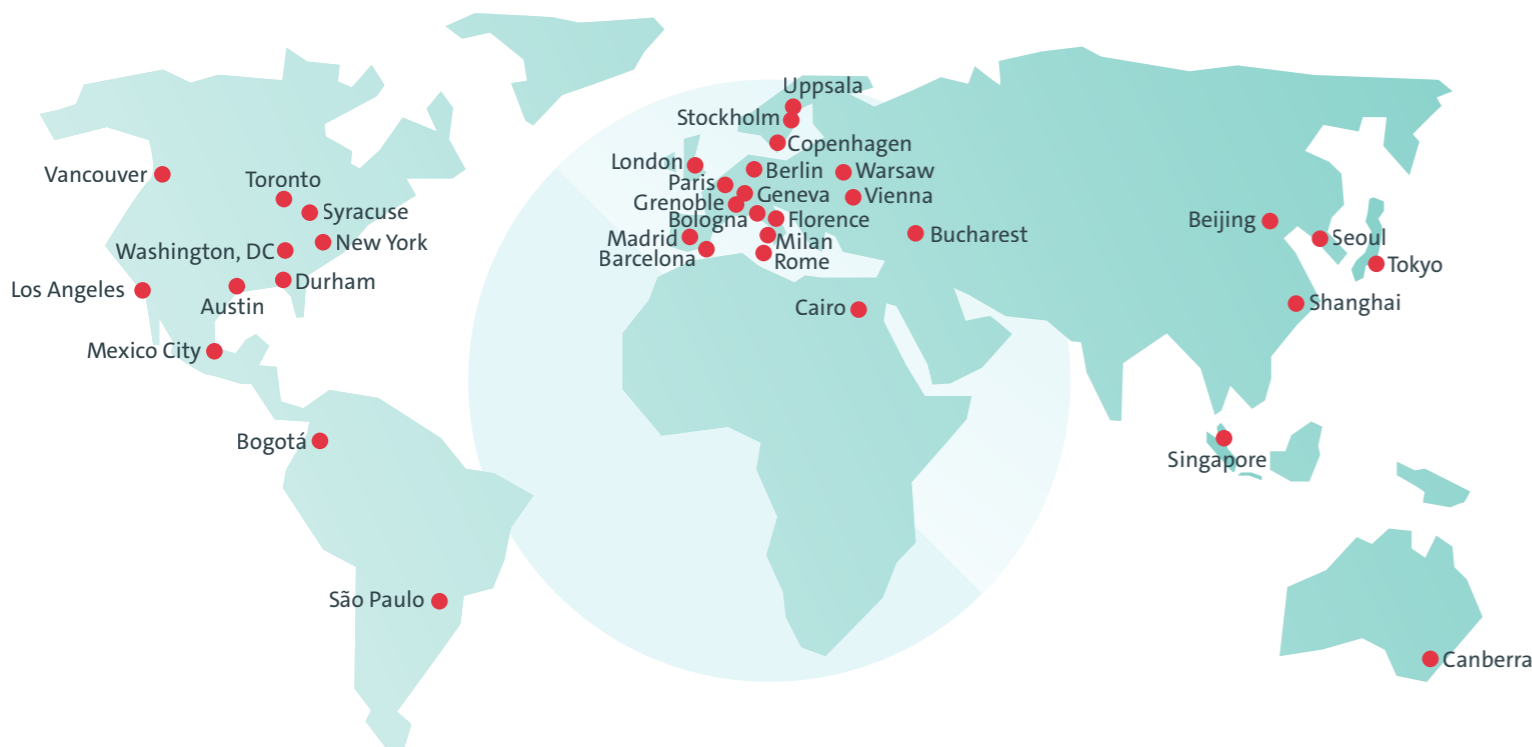 Uppsala
Stockholm
Copenhagen
London
Berlin
Warsaw
Paris
Geneva
Vienna
Grenoble
Bologna
Florence
Madrid
Milan
Barcelona
Rome
Bucharest
Vancouver
Toronto
Syracuse
New York
Washington, DC
Durham
Los Angeles
Austin
Mexico City
Bogotá
São Paulo
Cairo
Beijing
Seoul
Tokyo
Shanghai
Singapore
Canberra